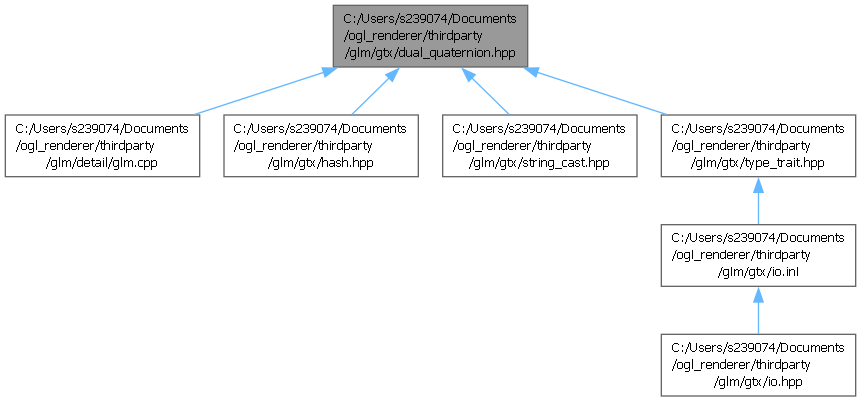 C:/Users/s239074/Documents
/ogl_renderer/thirdparty
/glm/gtx/dual_quaternion.hpp
C:/Users/s239074/Documents
/ogl_renderer/thirdparty
/glm/detail/glm.cpp
C:/Users/s239074/Documents
/ogl_renderer/thirdparty
/glm/gtx/hash.hpp
C:/Users/s239074/Documents
/ogl_renderer/thirdparty
/glm/gtx/string_cast.hpp
C:/Users/s239074/Documents
/ogl_renderer/thirdparty
/glm/gtx/type_trait.hpp
C:/Users/s239074/Documents
/ogl_renderer/thirdparty
/glm/gtx/io.inl
C:/Users/s239074/Documents
/ogl_renderer/thirdparty
/glm/gtx/io.hpp